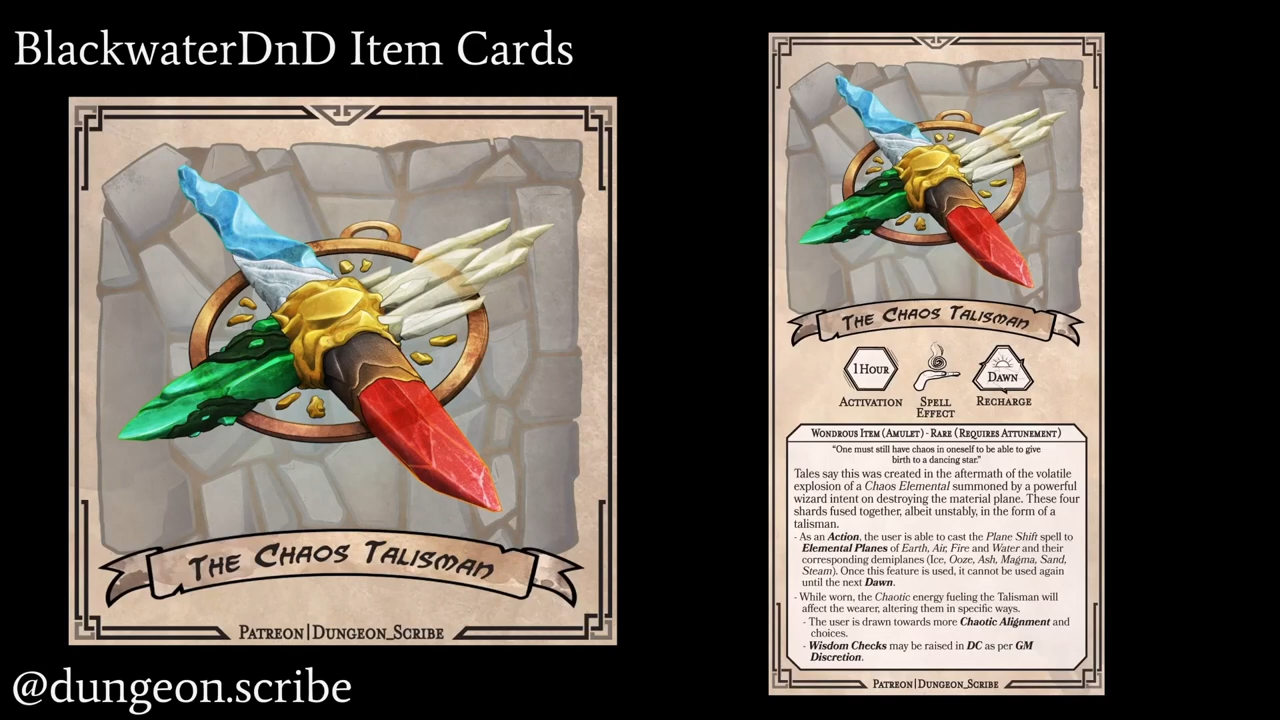 BlackwaterDnD Item Cards
The Chaos Talisman
Patreon|Dungeon_Scribe
@dungeon.scribe
The Chaos Talisman
1 Hour
Activation
Spell
Effect
Dawn
Recharge
Wondrous Item (Amulet) - Rare (Requires Attunement)
“One must still have chaos in oneself to be able to give
birth to a dancing star.”
Tales say this was created in the aftermath of the volatile
explosion of a Chaos Elemental summoned by a powerful
wizard intent on destroying the material plane. These four
shards fused together, albeit unstably, in the form of a
talisman.
- As an Action, the user is able to cast the Plane Shift spell to
Elemental Planes of Earth, Air, Fire and Water and their
corresponding demiplanes (Ice, Ooze, Ash, Magma, Sand,
Steam). Once this feature is used, it cannot be used again
until the next Dawn.
- While worn, the Chaotic energy fueling the Talisman will
affect the wearer, altering them in specific ways.
- The user is drawn towards more Chaotic Alignment and
choices.
- Wisdom Checks may be raised in DC as per GM
Discretion.
Patreon|Dungeon_Scribe